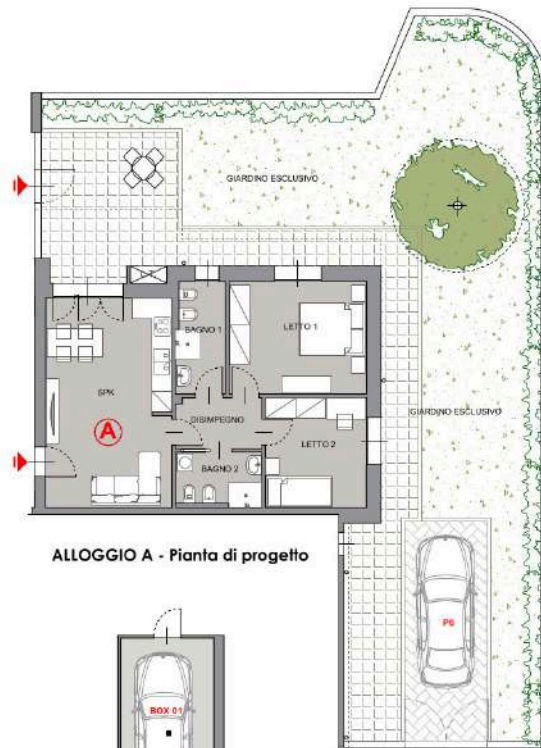 GIARDINO ESCLUSIVO
BAGNO 1
LETTO 1
SPK
A
DISIMPEGNO
GIARDINO ESCLUSIVO
LETTO 2
BAGNO 2
ALLOGGIO A - Pianta di progetto
P6
BOX 01